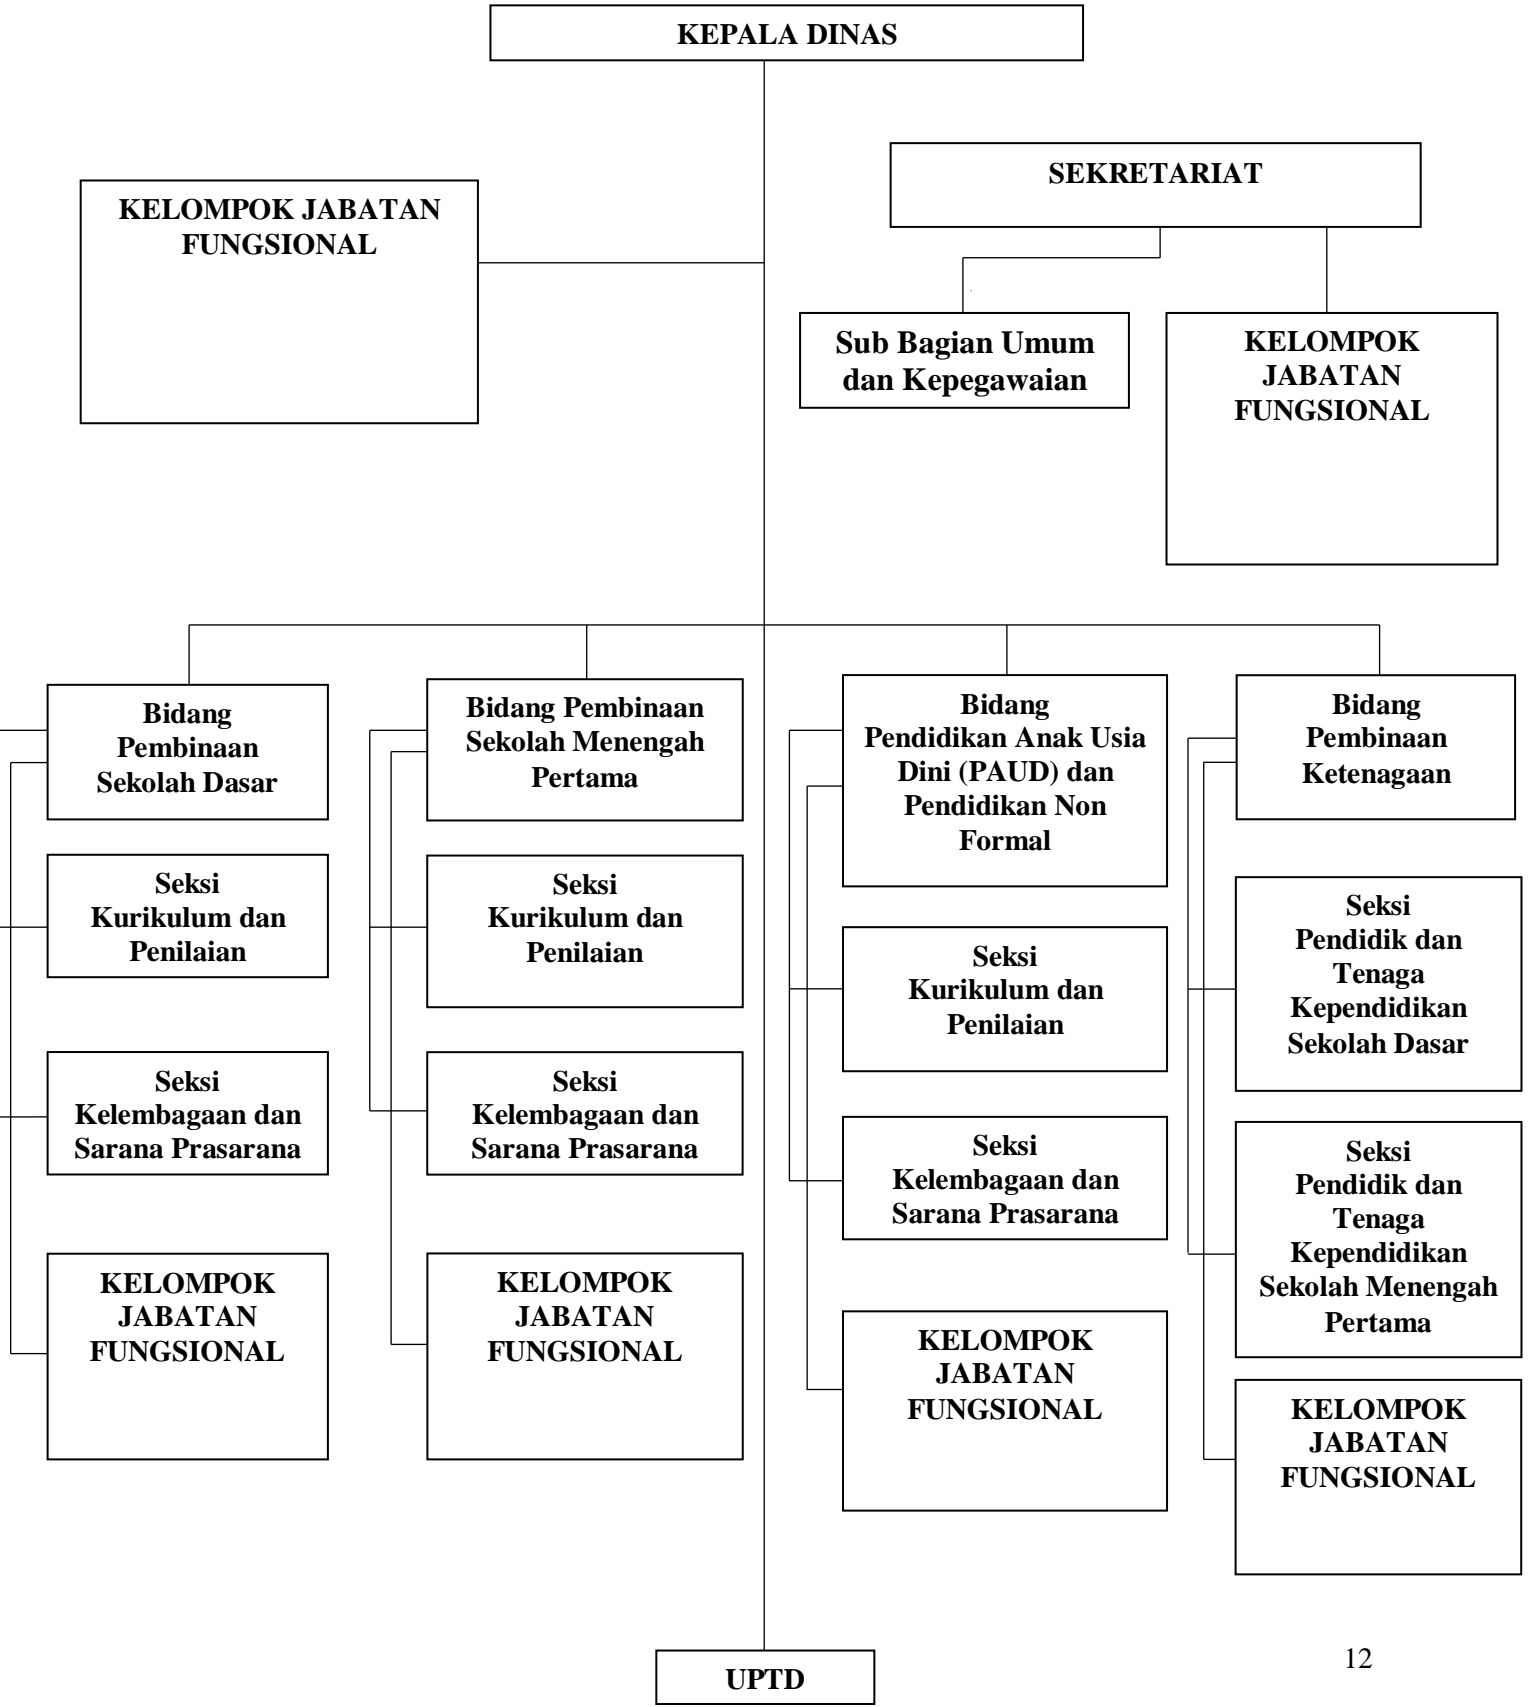 KEPALA DINAS
SEKRETARIAT
KELOMPOK JABATAN
FUNGSIONAL
Sub Bagian Umum
dan Kepegawaian
KELOMPOK
JABATAN
FUNGSIONAL
Bidang
Pembinaan
Sekolah Dasar
Seksi
Kurikulum dan
Penilaian
Seksi
Kelembagaan dan
Sarana Prasarana
KELOMPOK
JABATAN
FUNGSIONAL
Bidang Pembinaan
Sekolah Menengah
Pertama
Seksi
Kurikulum dan
Penilaian
Seksi
Kelembagaan dan
Sarana Prasarana
KELOMPOK
JABATAN
FUNGSIONAL
Bidang
Pendidikan Anak Usia
Dini (PAUD) dan
Pendidikan Non
Formal
Seksi
Kurikulum dan
Penilaian
Seksi
Kelembagaan dan
Sarana Prasarana
KELOMPOK
JABATAN
FUNGSIONAL
Bidang
Pembinaan
Ketenagaan
Seksi
Pendidik dan
Tenaga
Kependidikan
Sekolah Dasar
Seksi
Pendidik dan
Tenaga
Kependidikan
Sekolah Menengah
Pertama
KELOMPOK
JABATAN
FUNGSIONAL
UPTD
12